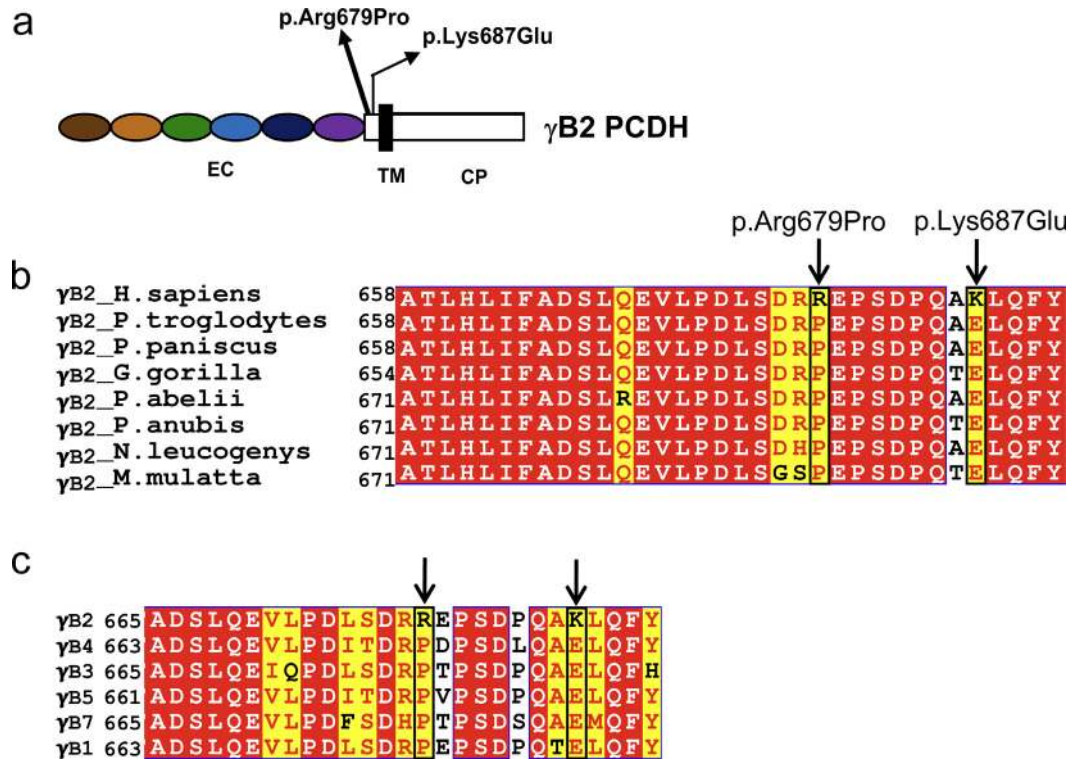 a
p.Arg679Pro
p.Lys687Glu
γB2 PCDH
EC
TM
CP
p.Arg679Pro p.Lys687Glu
b
γB2_H.sapiens 658 ATLHLIFADSLQEVLPDLSDRREPSDPQAKLQFY
γB2_P.troglodytes 658 ATLHLIFADSLQEVLPDLSDRPEPSDPQAELQFY
γB2_P.paniscus 658 ATLHLIFADSLQEVLPDLSDRPEPSDPQAELQFY
γB2_G.gorilla 654 ATLHLIFADSLQEVLPDLSDRPEPSDPQTELQFY
γB2_P.abelii 671 ATLHLIFADSLREVLPDLSDRPEPSDPQAELQFY
γB2_P.anubis 671 ATLHLIFADSLQEVLPDLSDRPEPSDPQTELQFY
γB2_N.leucogenys 671 ATLHLIFADSLQEVLPDLSDHPEPSDPQAELQFY
γB2_M.mulatta 671 ATLHLIFADSLQEVLPDLSGSPEPSDPQTELQFY
c
γB2 665 ADSLQEVLPDLSDRREPSDPQAKLQFY
γB4 663 ADSLQEVLPDITDRPDPSDLQAELQFY
γB3 665 ADSLQEIQPDLSDRPTPSDPQAELQFH
γB5 661 ADSLQEVLPDITDRPVPSDLQAELQFY
γB7 665 ADSLQEVLPDFSDHPTPSDSQAEMQFY
γB1 663 ADSLQEVLPDLSDRPEPSDPQTELQFY